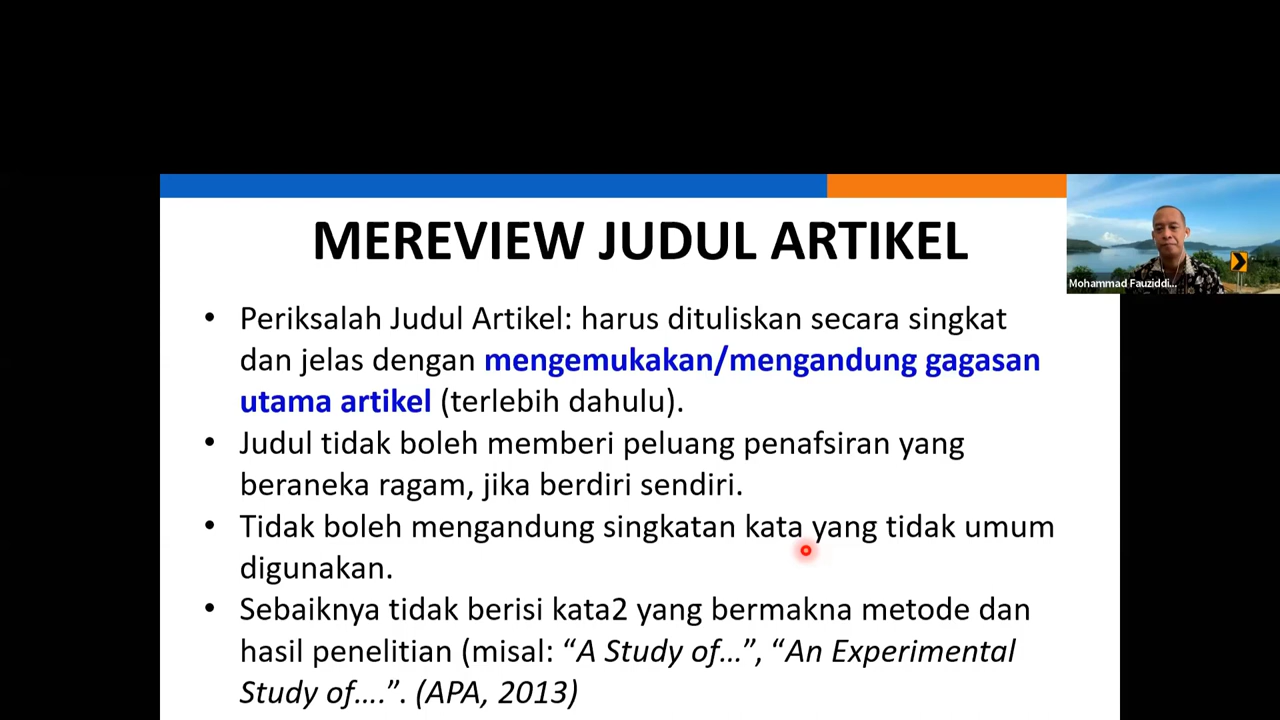 MEREVIEW JUDUL ARTIKEL
Mohammad Fauziddi...
• Periksalah Judul Artikel: harus dituliskan secara singkat
dan jelas dengan mengemukakan/mengandung gagasan
utama artikel (terlebih dahulu).
• Judul tidak boleh memberi peluang penafsiran yang
beraneka ragam, jika berdiri sendiri.
• Tidak boleh mengandung singkatan kata yang tidak umum
digunakan.
• Sebaiknya tidak berisi kata2 yang bermakna metode dan
hasil penelitian (misal: “A Study of…”, “An Experimental
Study of….”. (APA, 2013)